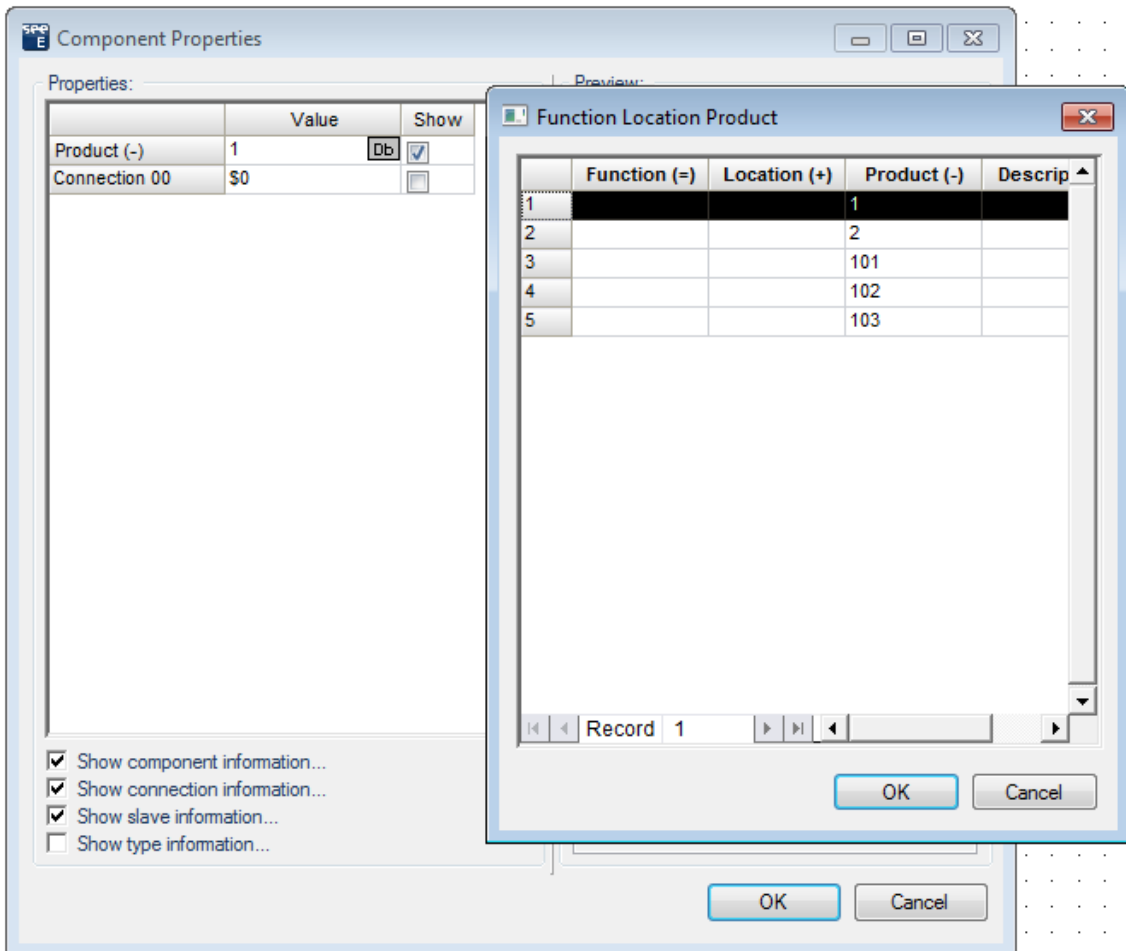 see
E
Component Properties
Properties:
Preview:
Value Show
Product (-) 1 Db
Connection 00 $0
Function Location Product
Function (=) Location (+) Product (-) Descrip
1 1
2 2
3 101
4 102
5 103
Record 1
OK Cancel
Show component information...
Show connection information...
Show slave information...
Show type information...
OK Cancel